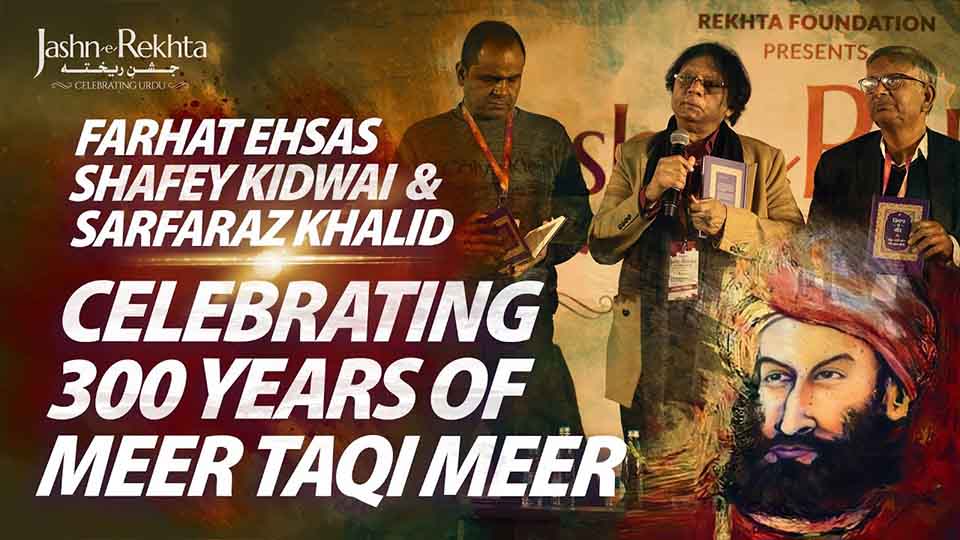 Jashn-e-Rekhta
جشن ریختہ
CELEBRATING URDU
REKHTA FOUNDATION
PRESENTS
FARHAT EHSAS
SHAFEY KIDWAI &
SARFARAZ KHALID
CELEBRATING
300 YEARS OF
MEER TAQI MEER